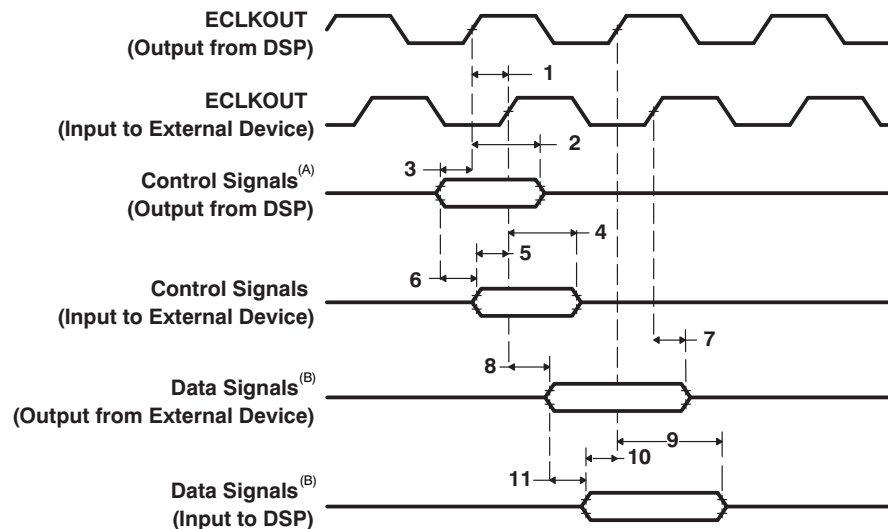 ECLKOUT
(Output from DSP)
1
ECLKOUT
(Input to External Device)
2
3
Control Signals(A)
(Output from DSP)
4
5
6
Control Signals
(Input to External Device)
7
8
Data Signals(B)
(Output from External Device)
9
10
11
Data Signals(B)
(Input to DSP)